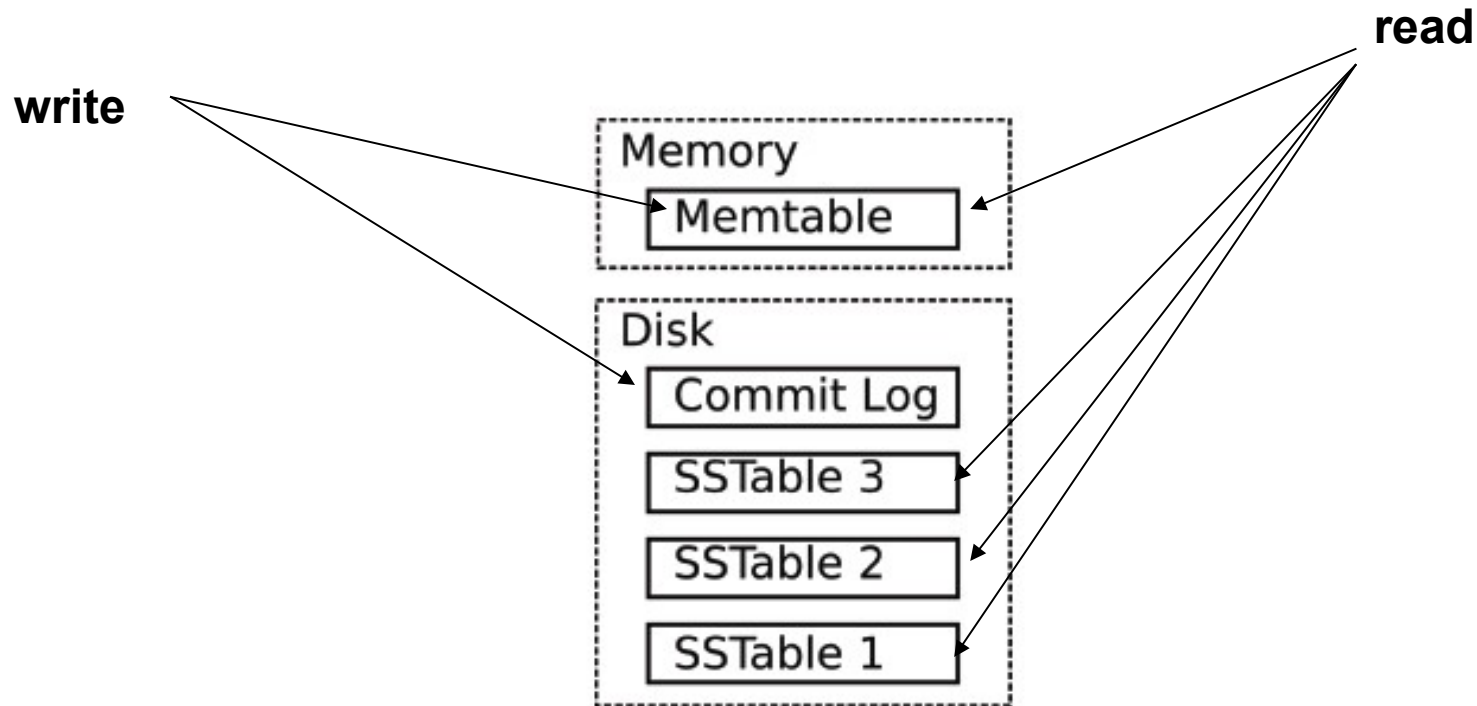 read
write
Memory
Memtable
Disk
Commit Log
SSTable 3
SSTable 2
SSTable 1